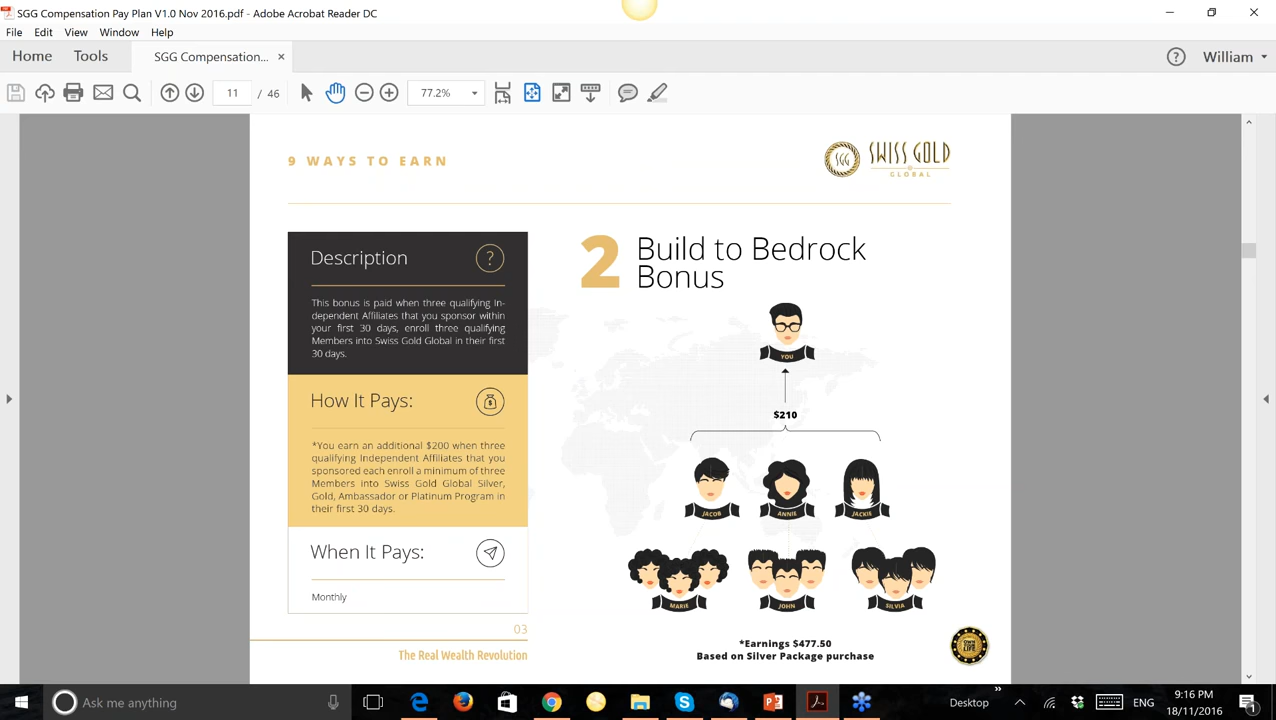 SGG Compensation Pay Plan V1.0 Nov 2016.pdf - Adobe Acrobat Reader DC
File Edit View Window Help
Home Tools SGG Compensation... × ? William
11 / 46 77.2%
9 WAYS TO EARN
SGG SWISS GOLD
GLOBAL
Description ?
This bonus is paid when three qualifying In-
dependent Affiliates that you sponsor within
your first 30 days, enroll three qualifying
Members into Swiss Gold Global in their first
30 days.
How It Pays: $
*You earn an additional $200 when three
qualifying Independent Affiliates that you
sponsored each enroll a minimum of three
Members into Swiss Gold Global Silver,
Gold, Ambassador or Platinum Program in
their first 30 days.
When It Pays:
Monthly
03
The Real Wealth Revolution
2 Build to Bedrock
Bonus
YOU
$210
JACOB ANNIE JACKIE
MARIE JOHN SILVIA
*Earnings $477.50
Based on Silver Package purchase
OWN
LIFE
Ask me anything
Desktop » ENG 9:16 PM
18/11/2016